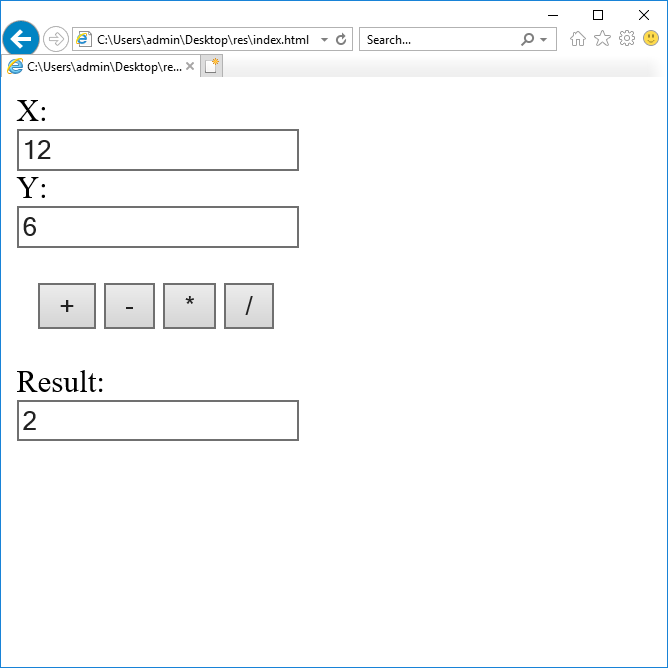 C:\Users\admin\Desktop\res\index.html
Search...
C:\Users\admin\Desktop\re...
X:
12
Y:
6
+ - * /
Result:
2